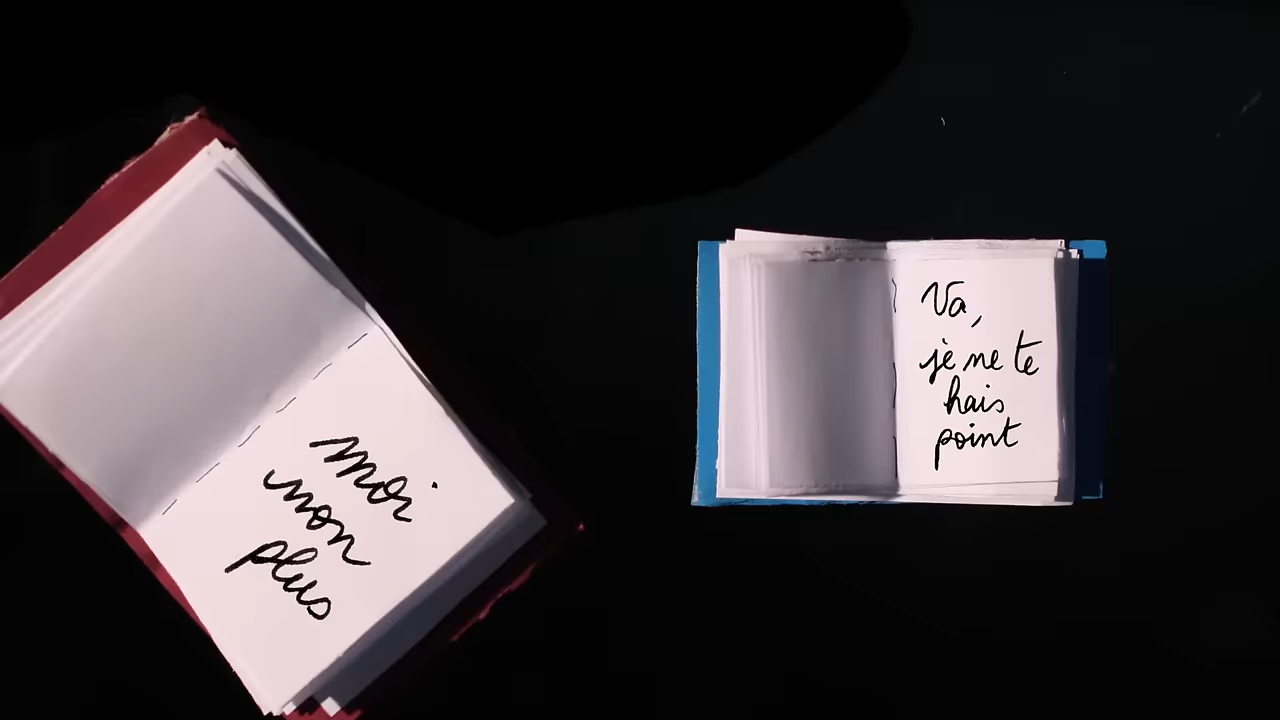 moi
non
plus
Va,
je ne te
hais
point